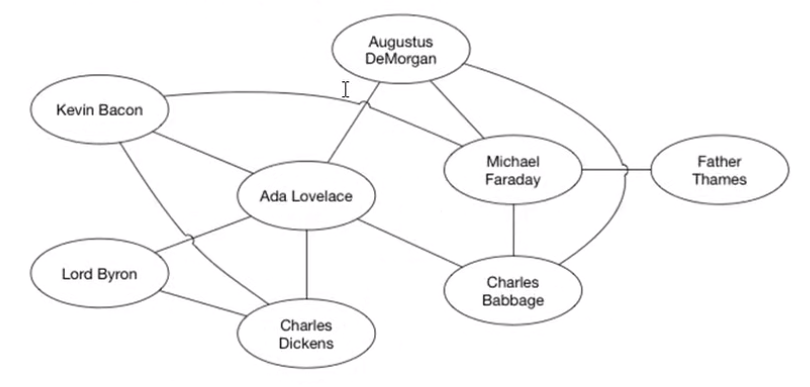 Augustus
DeMorgan
Kevin Bacon
Michael
Faraday
Father
Thames
Ada Lovelace
Lord Byron
Charles
Babbage
Charles
Dickens